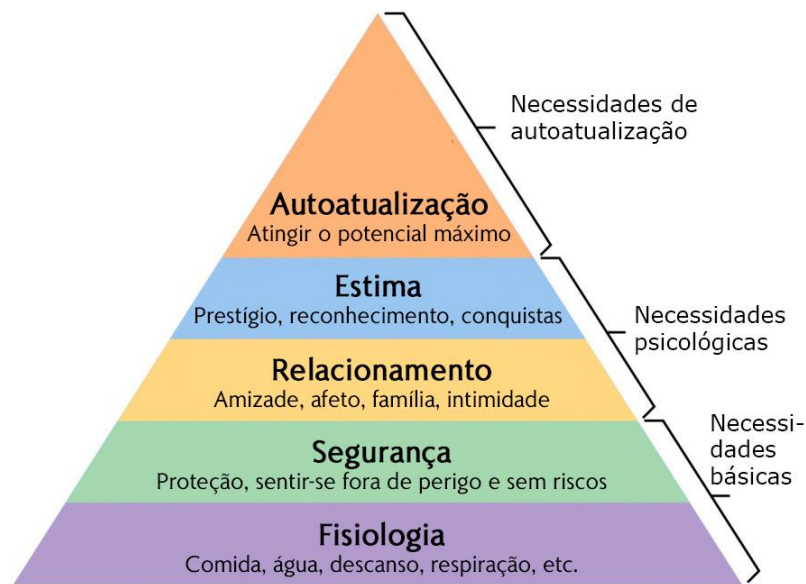 Necessidades de
autoatualização
Autoatualização
Atingir o potencial máximo
Estima
Prestígio, reconhecimento, conquistas
Necessidades
psicológicas
Relacionamento
Amizade, afeto, família, intimidade
Necessi-
dades
básicas
Segurança
Proteção, sentir-se fora de perigo e sem riscos
Fisiologia
Comida, água, descanso, respiração, etc.